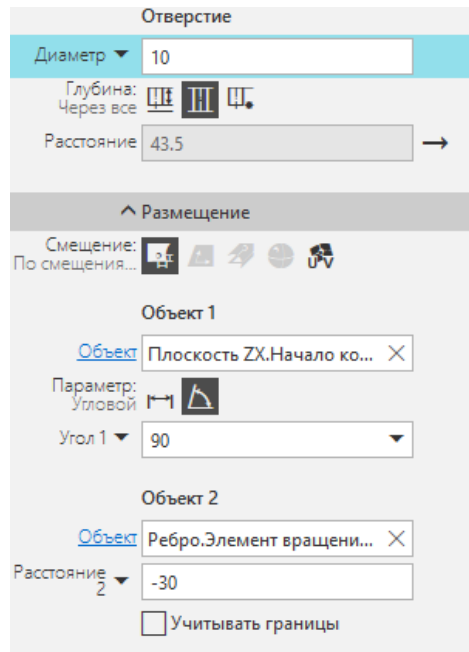 Отверстие
Диаметр 10
Глубина:
Через все
Расстояние 43.5
Размещение
Смещение:
По смещения...
Объект 1
Объект Плоскость ZX.Начало ко...
Параметр:
Угловой
Угол 1 90
Объект 2
Объект Ребро.Элемент вращени...
Расстояние
2 -30
Учитывать границы